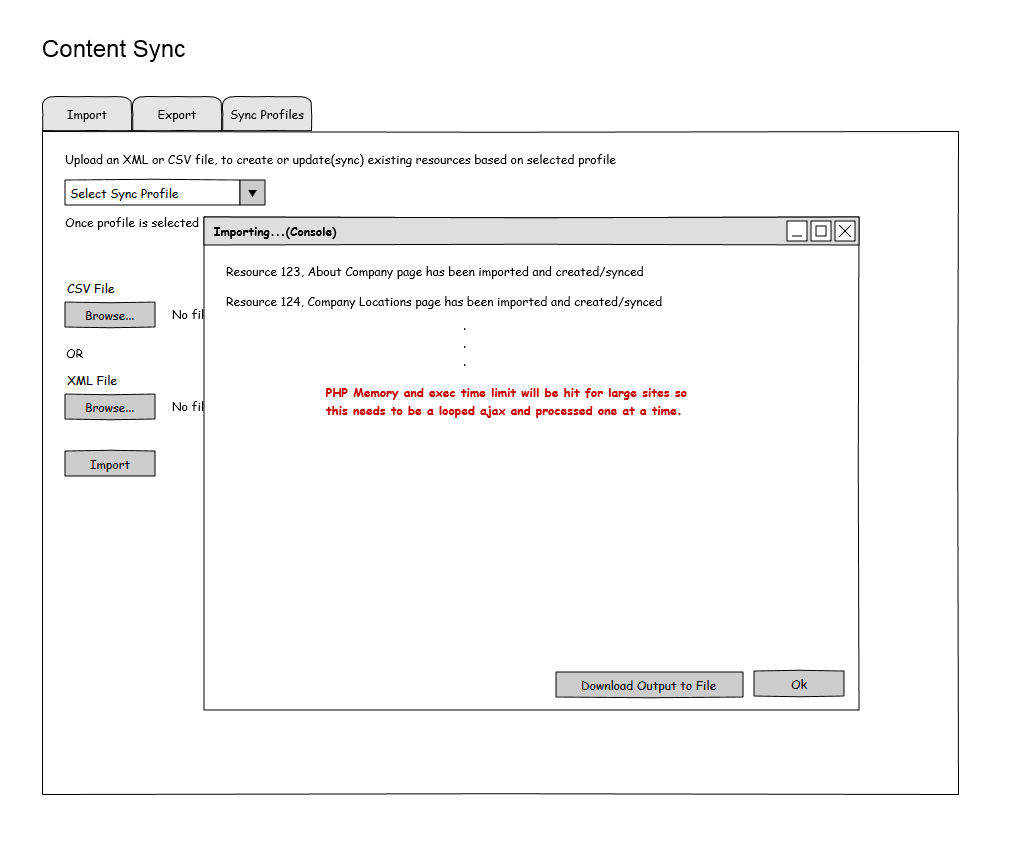 Content Sync
Import
Export
Sync Profiles
Upload an XML or CSV file, to create or update(sync) existing resources based on selected profile
Select Sync Profile
Once profile is selected
Importing...(Console)
Resource 123, About Company page has been imported and created/synced
Resource 124, Company Locations page has been imported and created/synced
.
.
.
PHP Memory and exec time limit will be hit for large sites so
this needs to be a looped ajax and processed one at a time.
CSV File
Browse...
No fil
OR
XML File
Browse...
No fil
Import
Download Output to File
Ok